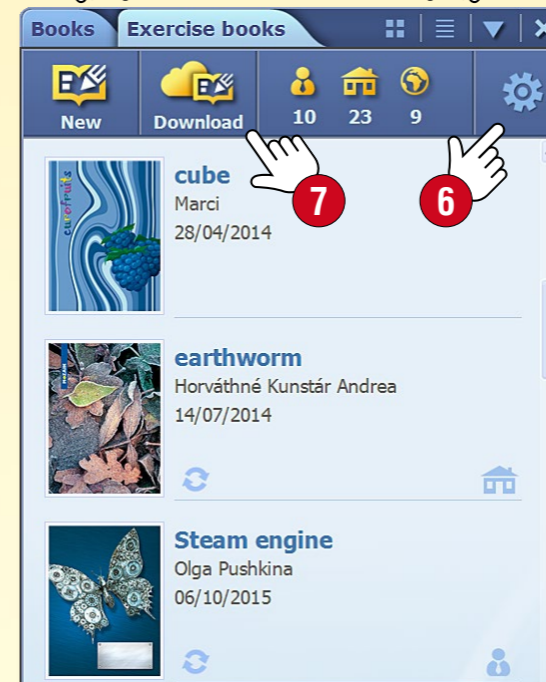 Books Exercise books
New Download 10 23 9
7 6
cube
Marci
28/04/2014
earthworm
Horváthné Kunstár Andrea
14/07/2014
Steam engine
Olga Pushkina
06/10/2015